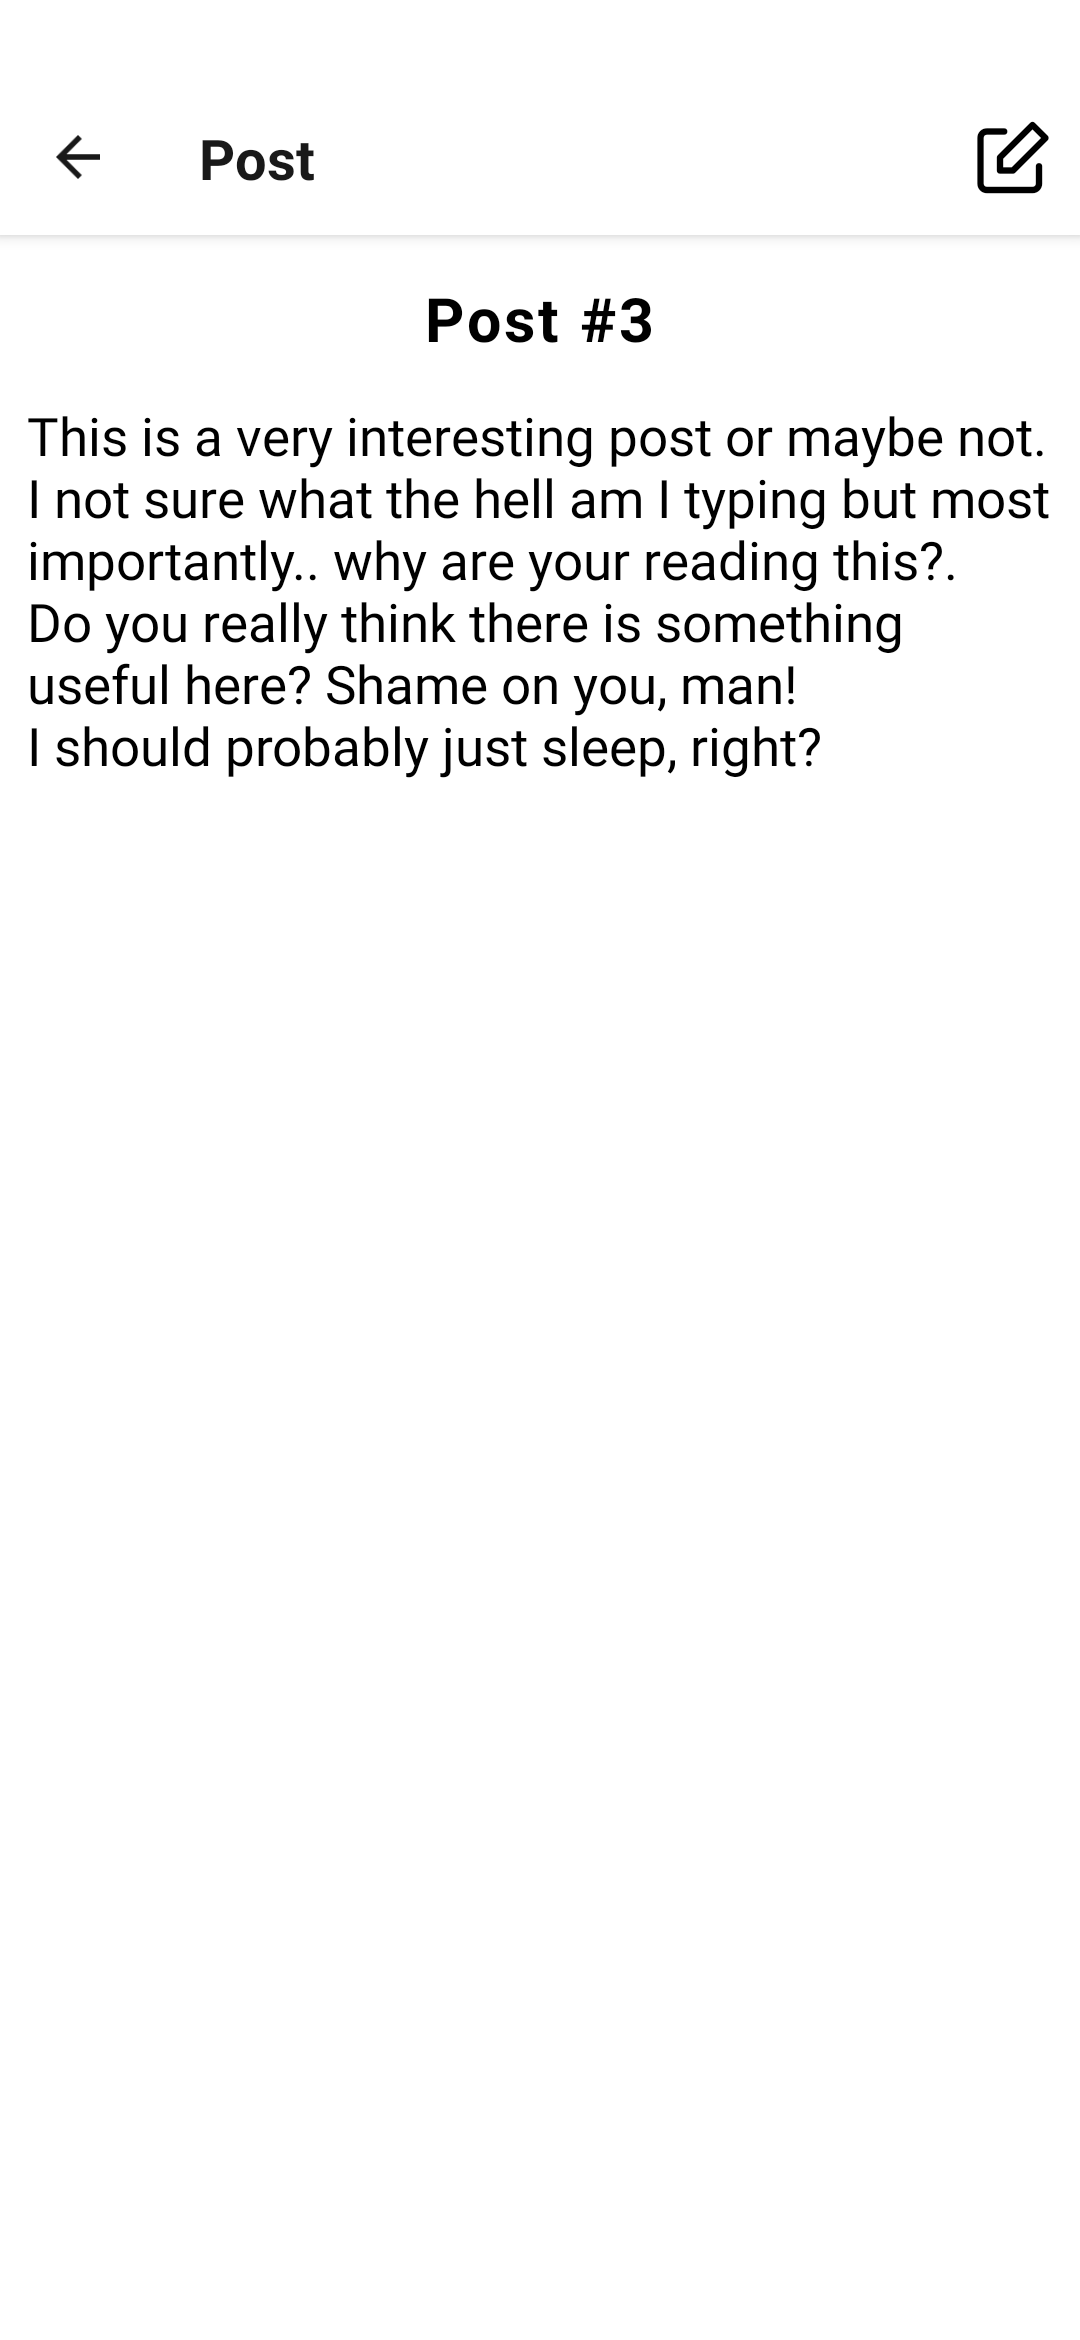 Post
Post #3
This is a very interesting post or maybe not.
I not sure what the hell am I typing but most
importantly.. why are your reading this?.
Do you really think there is something
useful here? Shame on you, man!
I should probably just sleep, right?